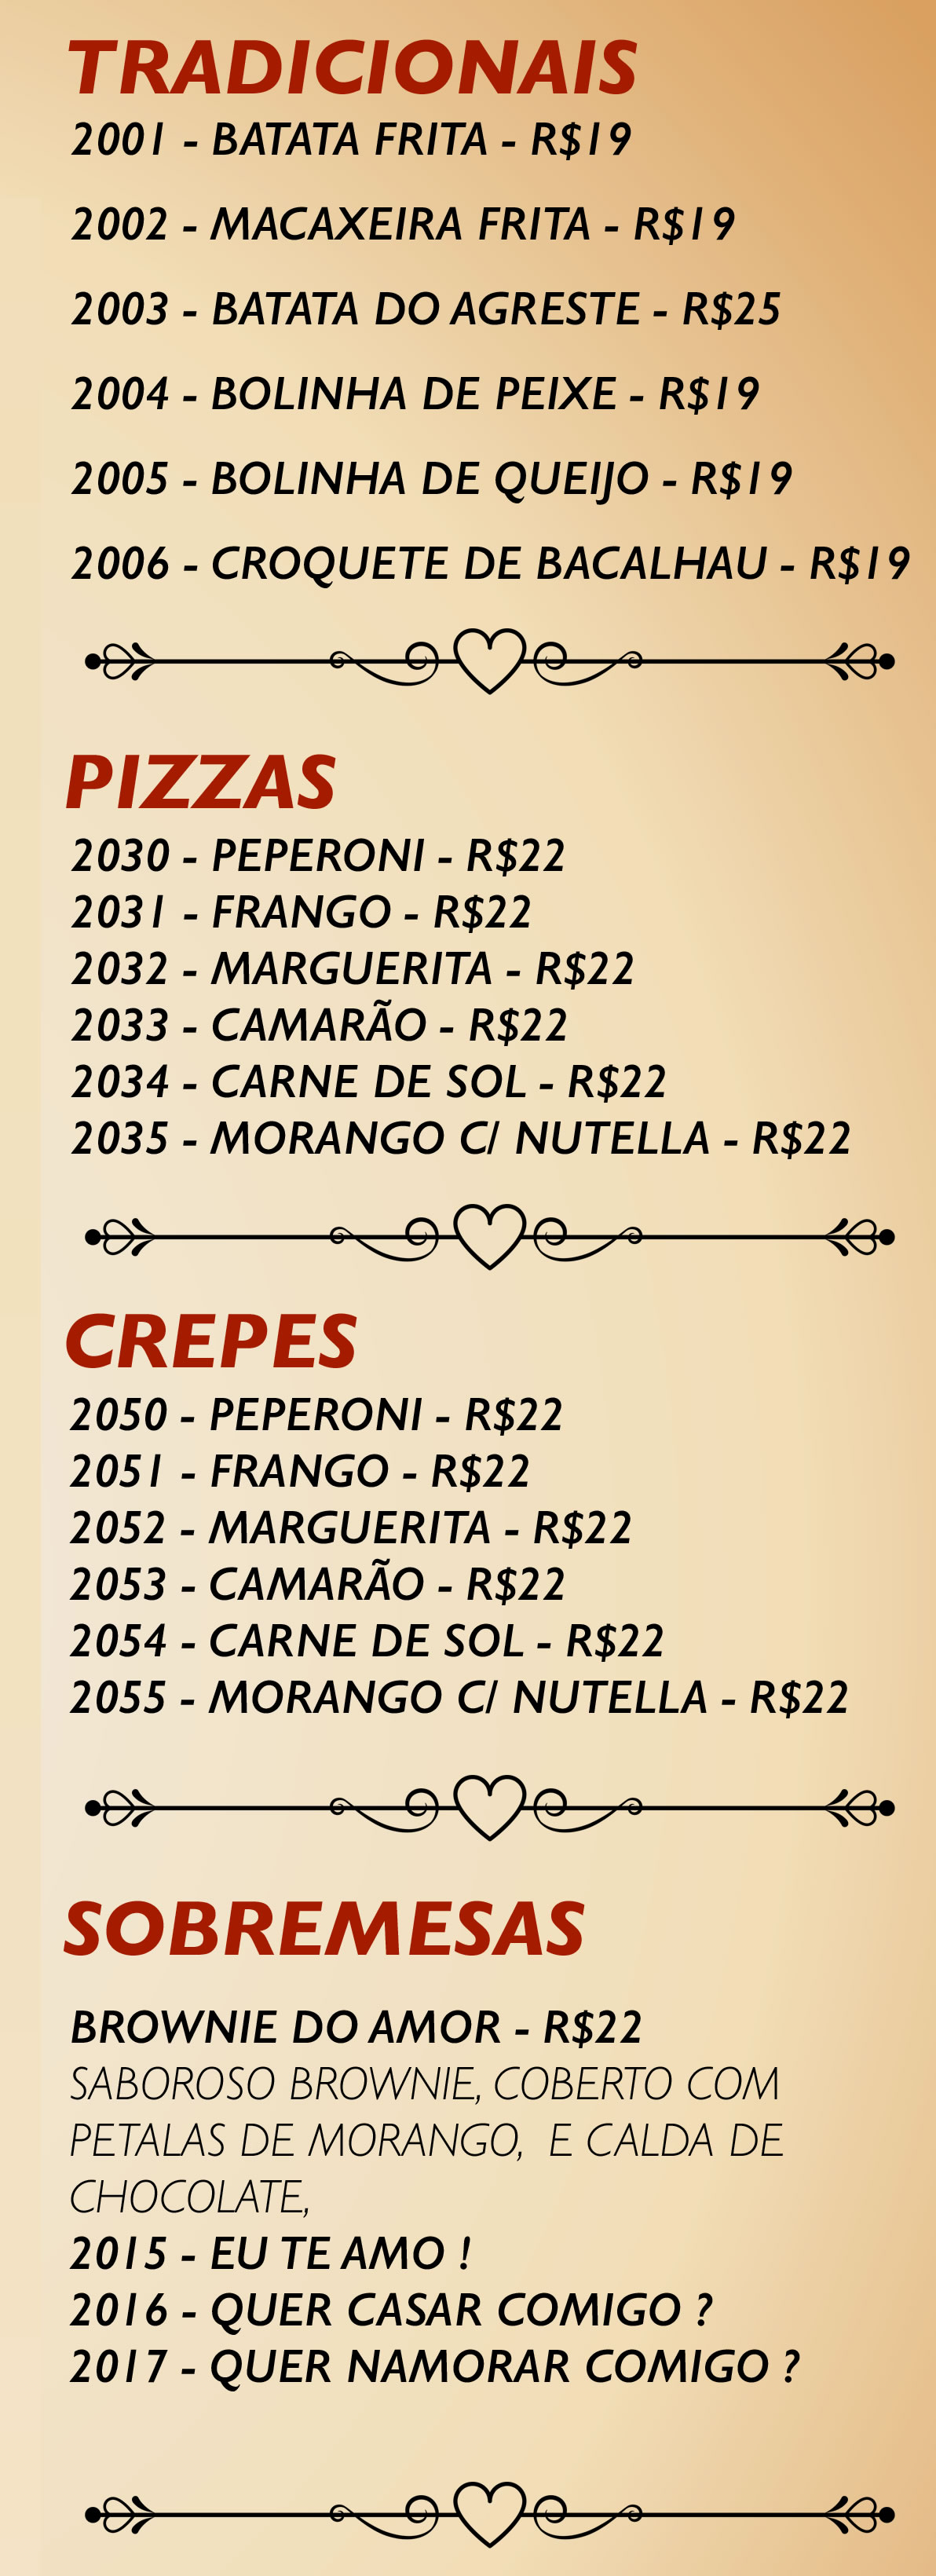 TRADICIONAIS
2001 - BATATA FRITA - R$19
2002 - MACAXEIRA FRITA - R$19
2003 - BATATA DO AGRESTE - R$25
2004 - BOLINHA DE PEIXE - R$19
2005 - BOLINHA DE QUEIJO - R$19
2006 - CROQUETE DE BACALHAU - R$19
PIZZAS
2030 - PEPERONI - R$22
2031 - FRANGO - R$22
2032 - MARGUERITA - R$22
2033 - CAMARÃO - R$22
2034 - CARNE DE SOL - R$22
2035 - MORANGO C/ NUTELLA - R$22
CREPES
2050 - PEPERONI - R$22
2051 - FRANGO - R$22
2052 - MARGUERITA - R$22
2053 - CAMARÃO - R$22
2054 - CARNE DE SOL - R$22
2055 - MORANGO C/ NUTELLA - R$22
SOBREMESAS
BROWNIE DO AMOR - R$22
SABOROSO BROWNIE, COBERTO COM
PETALAS DE MORANGO,  E CALDA DE
CHOCOLATE,
2015 - EU TE AMO !
2016 - QUER CASAR COMIGO ?
2017 - QUER NAMORAR COMIGO ?